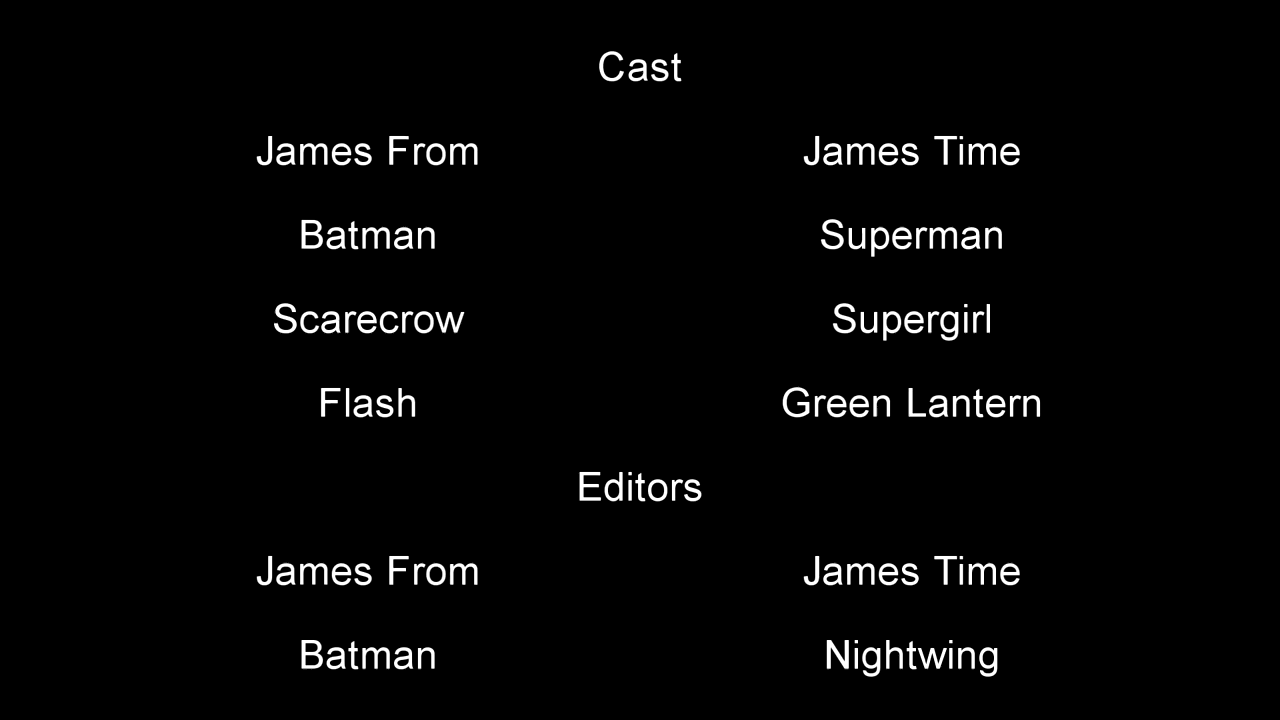 Cast
James From James Time
Batman Superman
Scarecrow Supergirl
Flash Green Lantern
Editors
James From James Time
Batman Nightwing